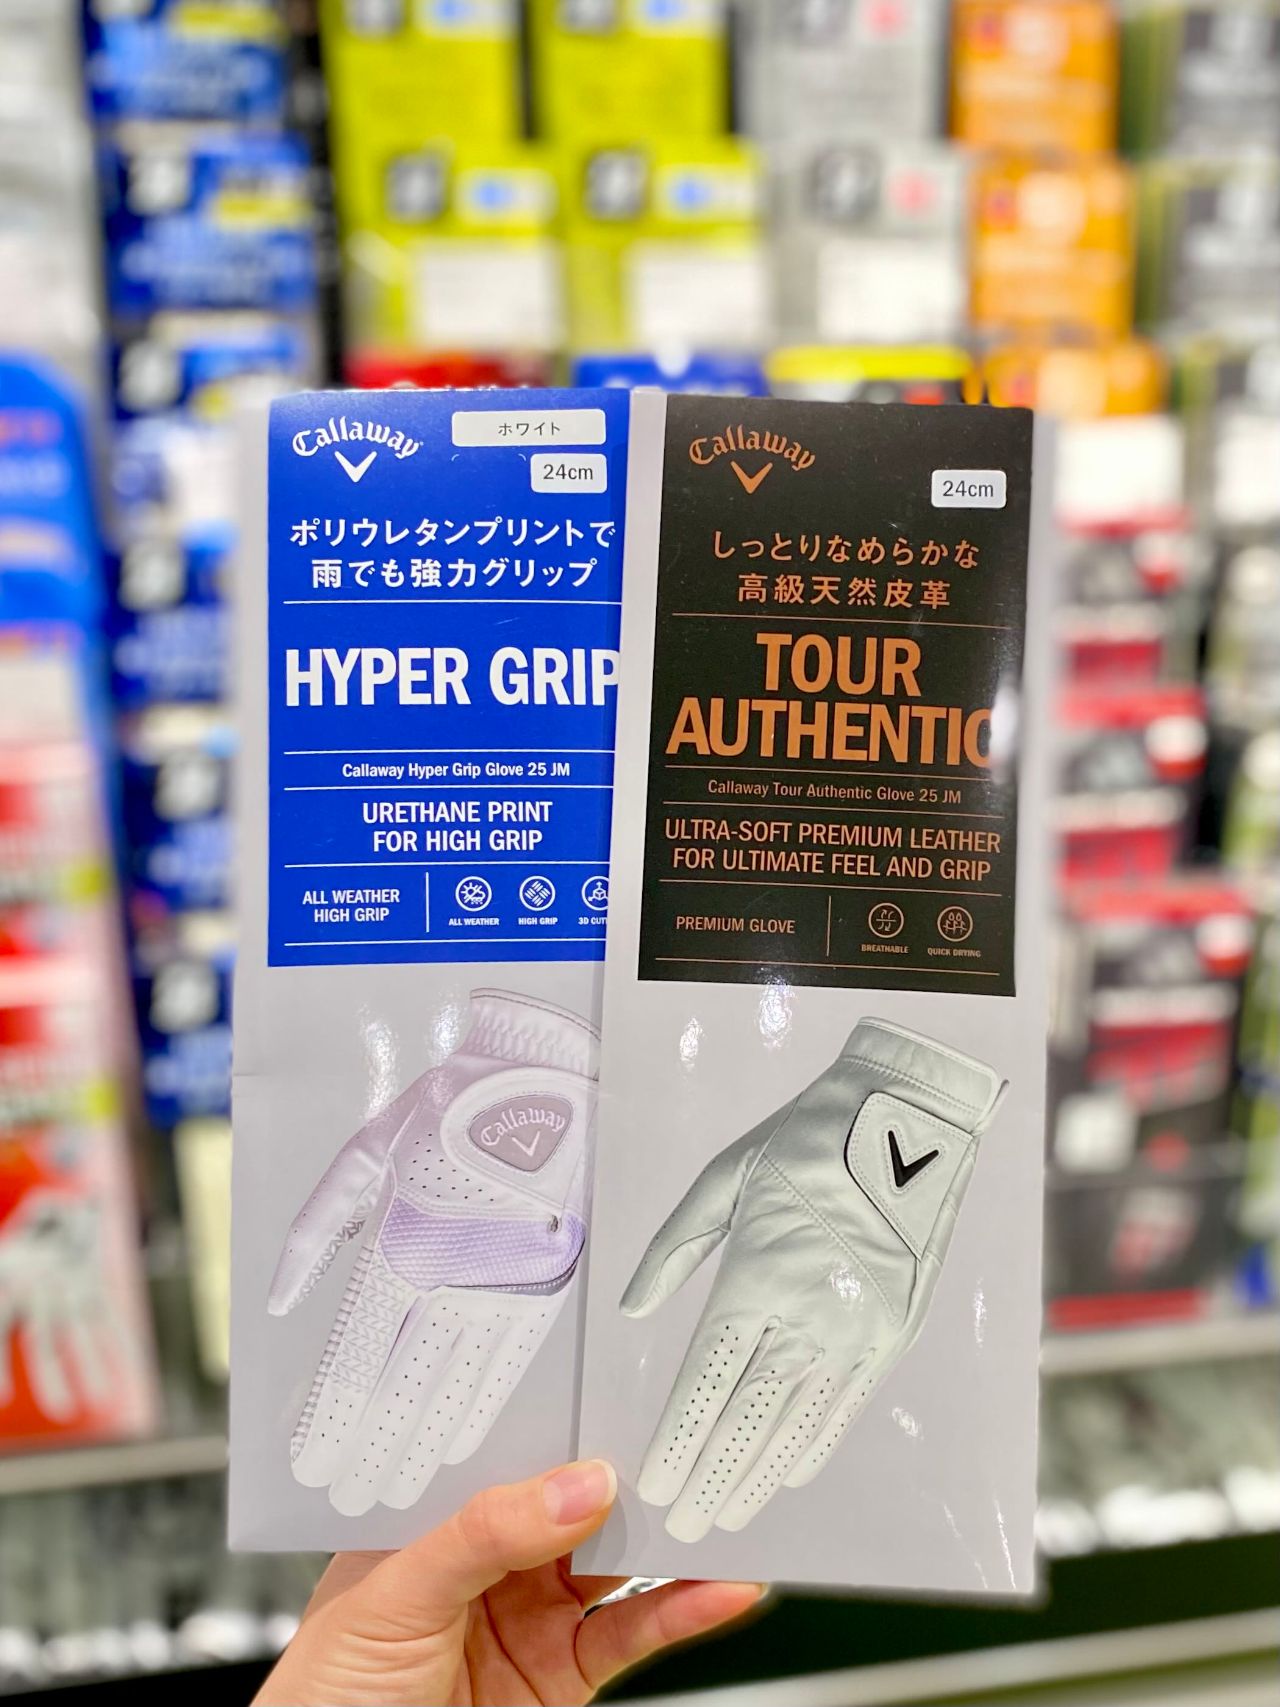 Callaway
ホワイト
24cm
ポリウレタンプリントで
雨でも強力グリップ
HYPER GRIP
Callaway Hyper Grip Glove 25 JM
URETHANE PRINT
FOR HIGH GRIP
ALL WEATHER
HIGH GRIP
ALL WEATHER
HIGH GRIP
3D CUT
Callaway
Callaway
24cm
しっとりなめらかな
高級天然皮革
TOUR
AUTHENTIC
Callaway Tour Authentic Glove 25 JM
ULTRA-SOFT PREMIUM LEATHER
FOR ULTIMATE FEEL AND GRIP
PREMIUM GLOVE
BREATHABLE
QUICK DRYING